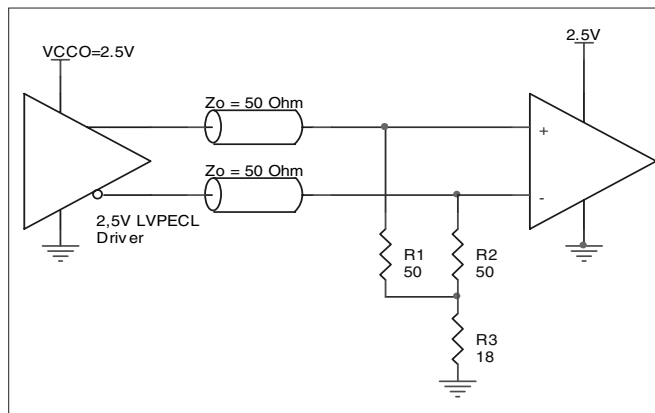 2.5V
VCCO=2.5V
Zo = 50 Ohm
+
Zo = 50 Ohm
-
2,5V LVPECL
Driver
R1
50
R2
50
R3
18